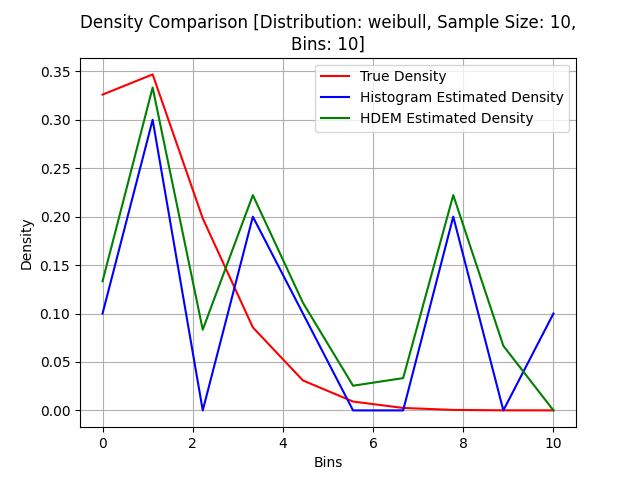 Density Comparison [Distribution: weibull, Sample Size: 10,
Bins: 10]
True Density
Histogram Estimated Density
HDEM Estimated Density
Density
0.35
0.30
0.25
0.20
0.15
0.10
0.05
0.00
0 2 4 6 8 10
Bins